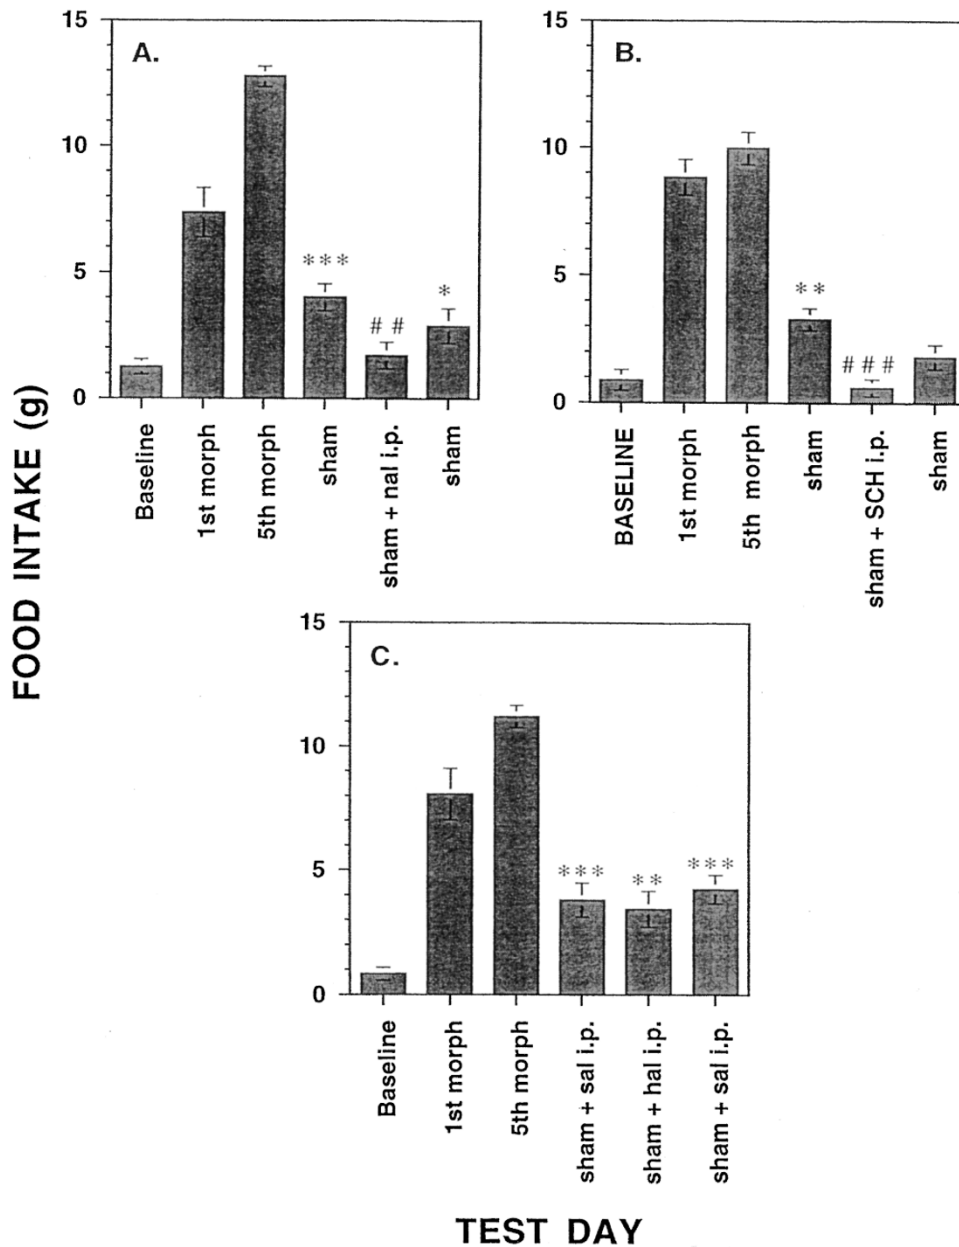 FOOD INTAKE (g)
A.
15
10
5
0
***
# #
*
Baseline
1st morph
5th morph
sham
sham + nal i.p.
sham
B.
15
10
5
0
**
# # #
BASELINE
1st morph
5th morph
sham
sham + SCH i.p.
sham
C.
15
10
5
0
***
**
***
Baseline
1st morph
5th morph
sham + sal i.p.
sham + hal i.p.
sham + sal i.p.
TEST DAY